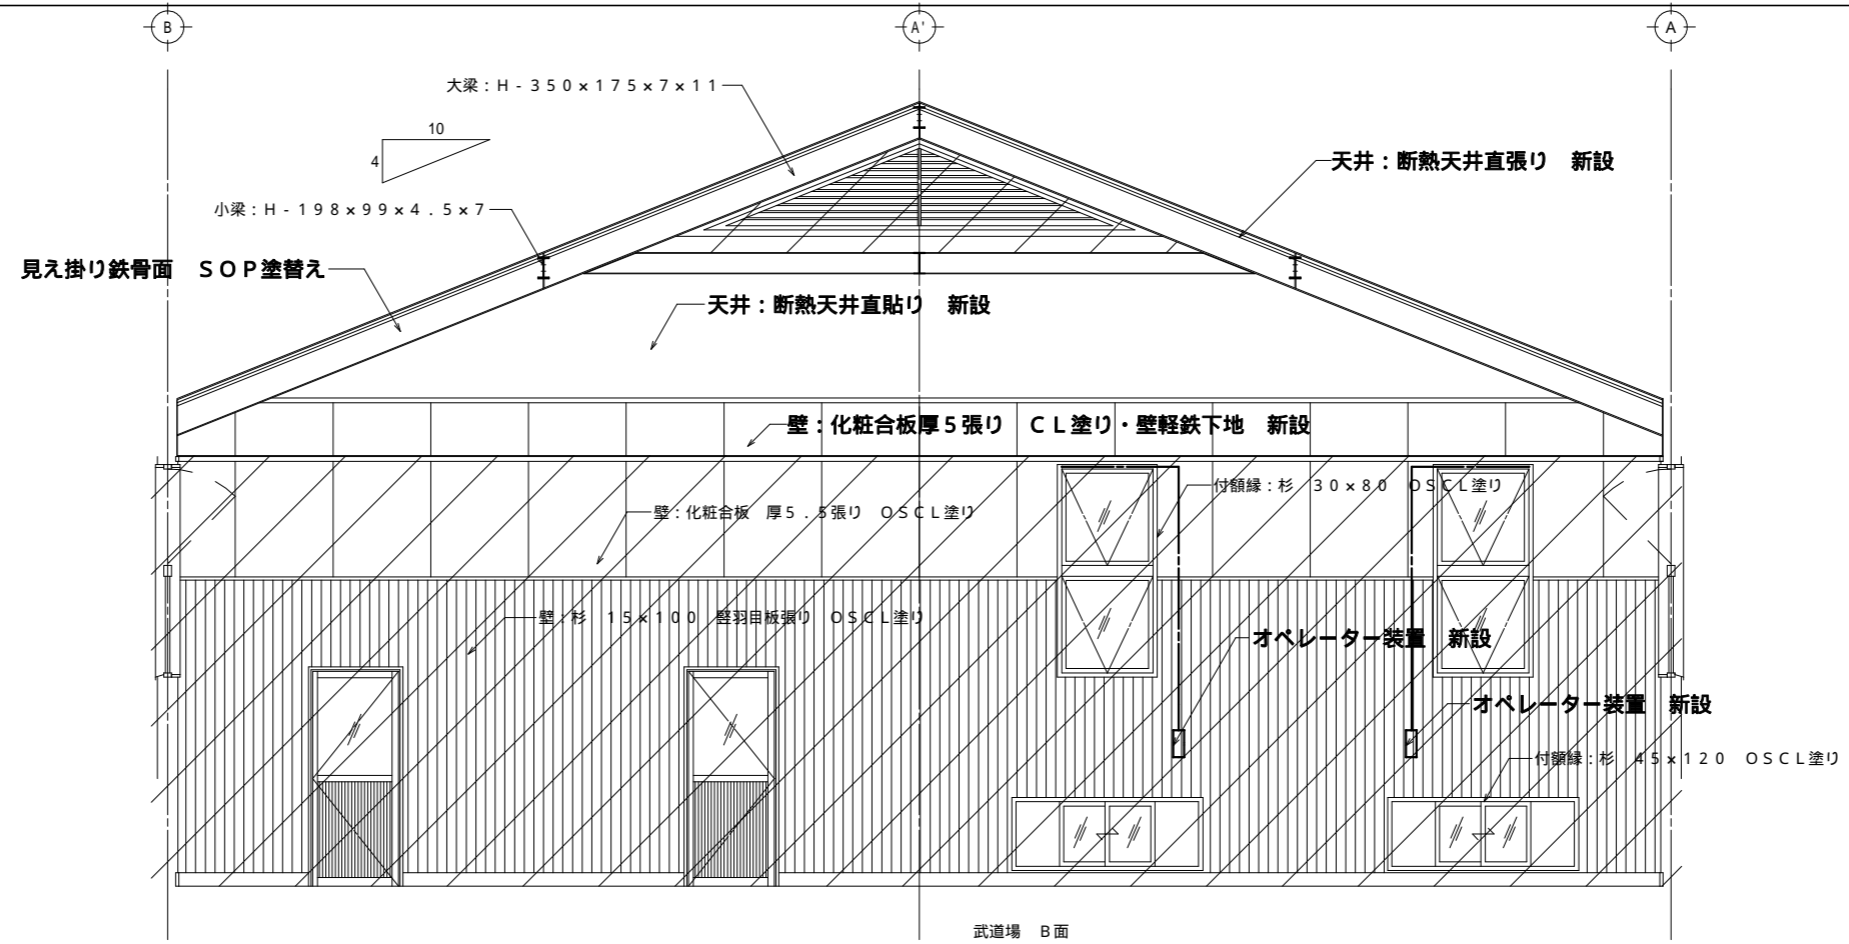 B
A'
A
大梁：H-350×175×7×11
10
4
天井：断熱天井直張り　新設
小梁：H-198×99×4.5×7
見え掛り鉄骨面　SOP塗替え
天井：断熱天井直貼り　新設
壁：化粧合板厚5張り　CL塗り・壁軽鉄下地　新設
付額縁：杉　30×80　OSCL塗り
壁：化粧合板　厚5.5張り　OSCL塗り
壁：杉　15×100　竪羽目板張り　OSCL塗り
オペレーター装置　新設
オペレーター装置　新設
付額縁：杉　45×120　OSCL塗り
武道場　B面